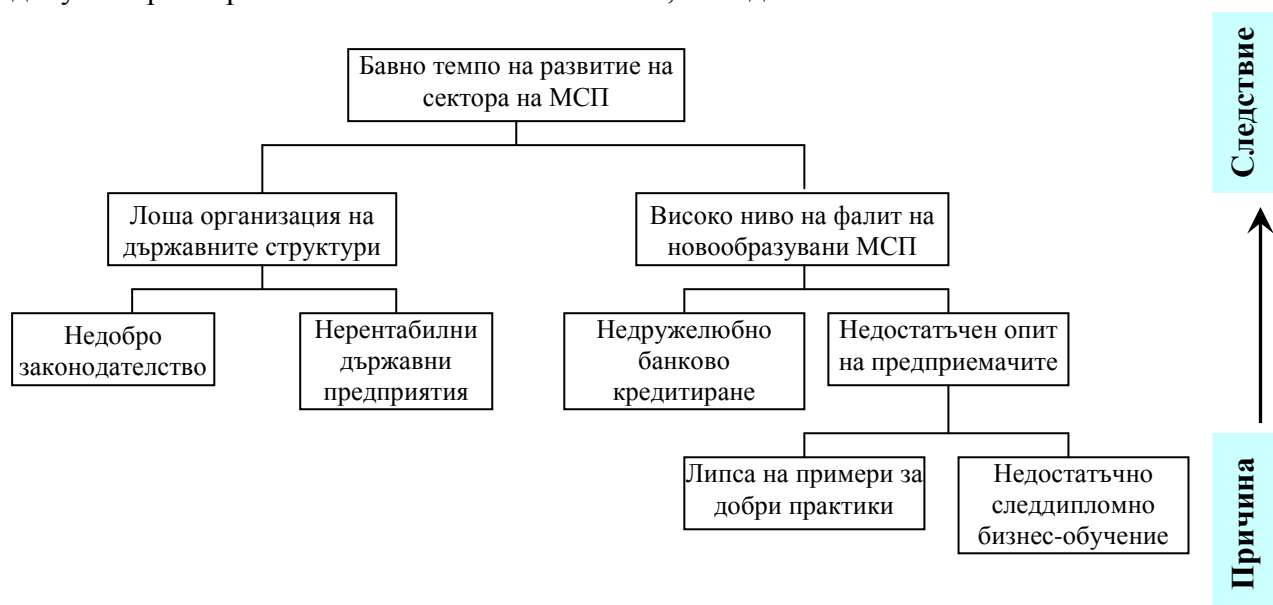 Бавно темпо на развитие на
сектора на МСП
Следствие
Лоша организация на
държавните структури
Високо ниво на фалит на
новообразувани МСП
Недобро
законодателство
Нерентабилни
държавни
предприятия
Недружелюбно
банково
кредитиране
Недостатъчен опит
на предприемачите
Липса на примери за
добри практики
Недостатъчно
следдипломно
бизнес-обучение
Причина